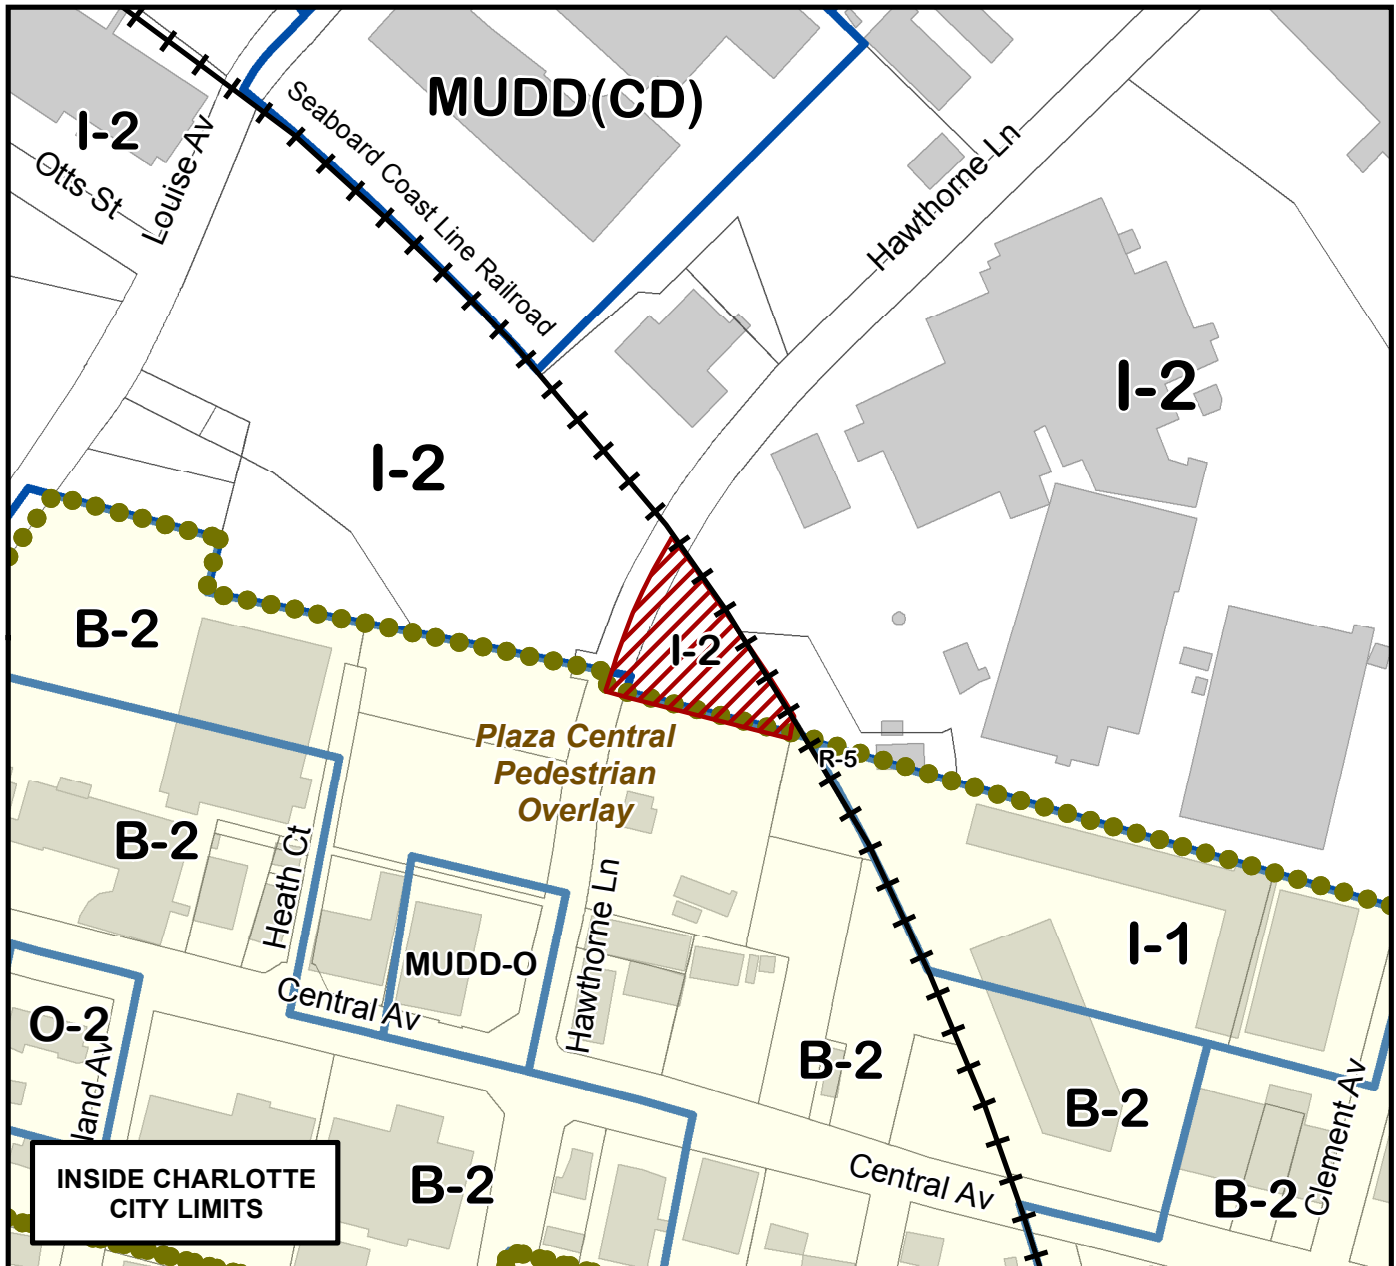 MUDD(CD)
I-2
Otts St
Louise Av
Seaboard Coast Line Railroad
Hawthorne Ln
I-2
I-2
B-2
I-2
Plaza Central
Pedestrian
Overlay
R-5
B-2
Heath Ct
MUDD-O
Hawthorne Ln
I-1
Central Av
O-2
land Av
B-2
B-2
Clement Av
B-2
Central Av
B-2
INSIDE CHARLOTTE
CITY LIMITS